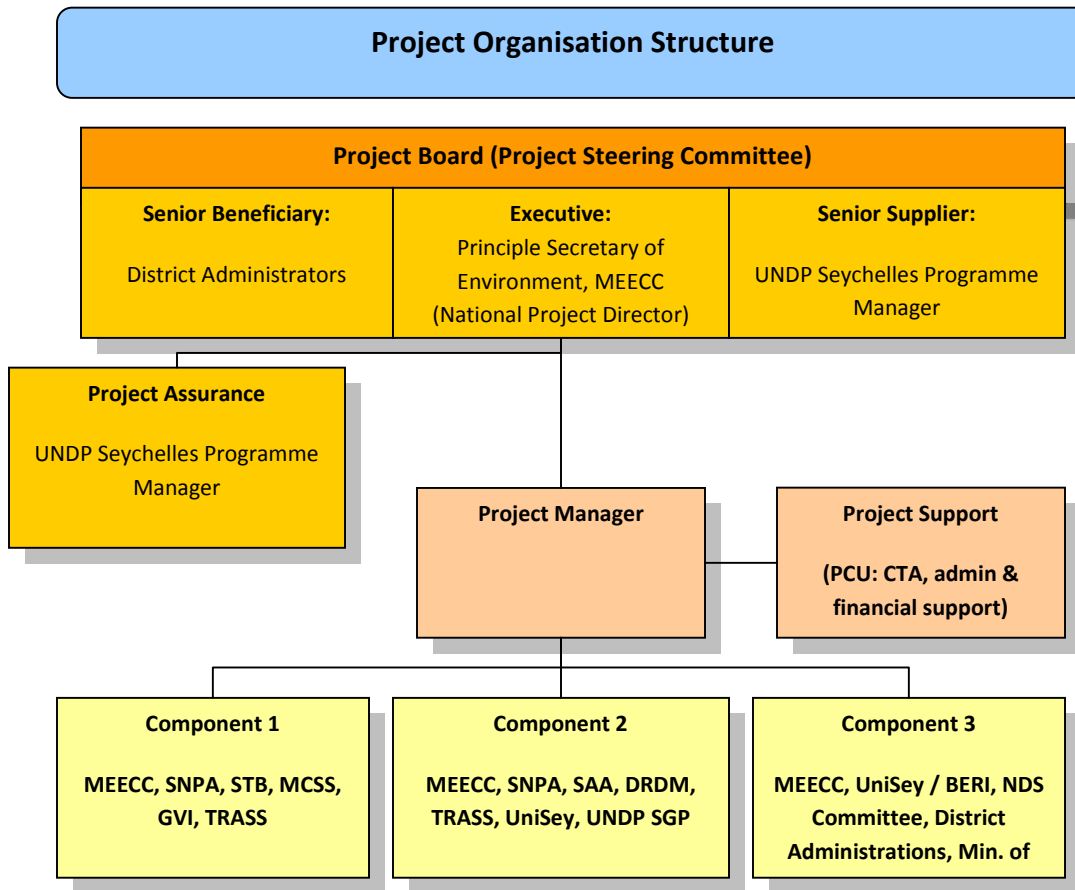 Project Organisation Structure
Project Board (Project Steering Committee)
Senior Beneficiary:
District Administrators
Executive:
Principle Secretary of
Environment, MEECC
(National Project Director)
Senior Supplier:
UNDP Seychelles Programme
Manager
Project Assurance
UNDP Seychelles Programme
Manager
Project Manager
Project Support
(PCU: CTA, admin &
financial support)
Component 1
MEECC, SNPA, STB, MCSS,
GVI, TRASS
Component 2
MEECC, SNPA, SAA, DRDM,
TRASS, UniSey, UNDP SGP
Component 3
MEECC, UniSey / BERI, NDS
Committee, District
Administrations, Min. of